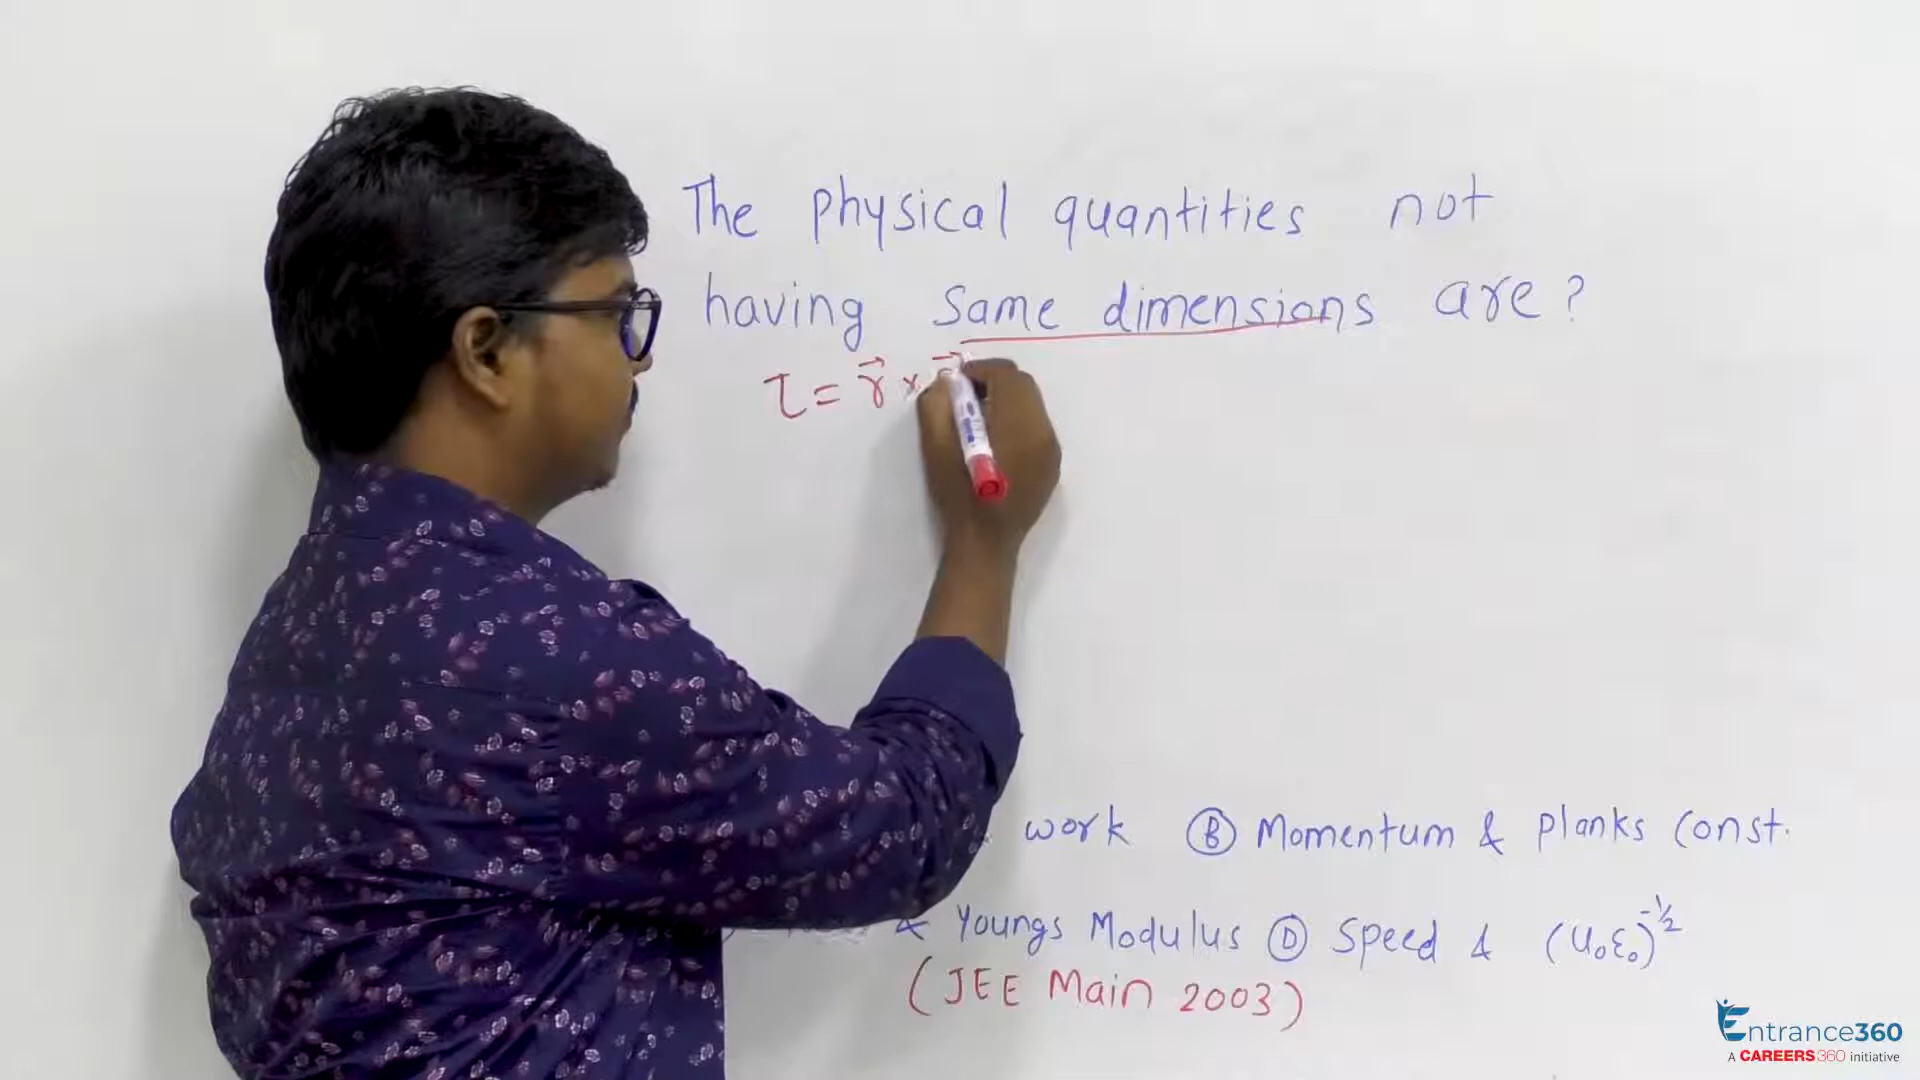 The physical quantities not
having same dimensions are?
τ = r⃗ ×
work Ⓑ Momentum & planks Const.
& Youngs Modulus Ⓓ Speed & (u₀ε₀)^-1/2
(JEE Main 2003)
Entrance360
A CAREERS360 initiative